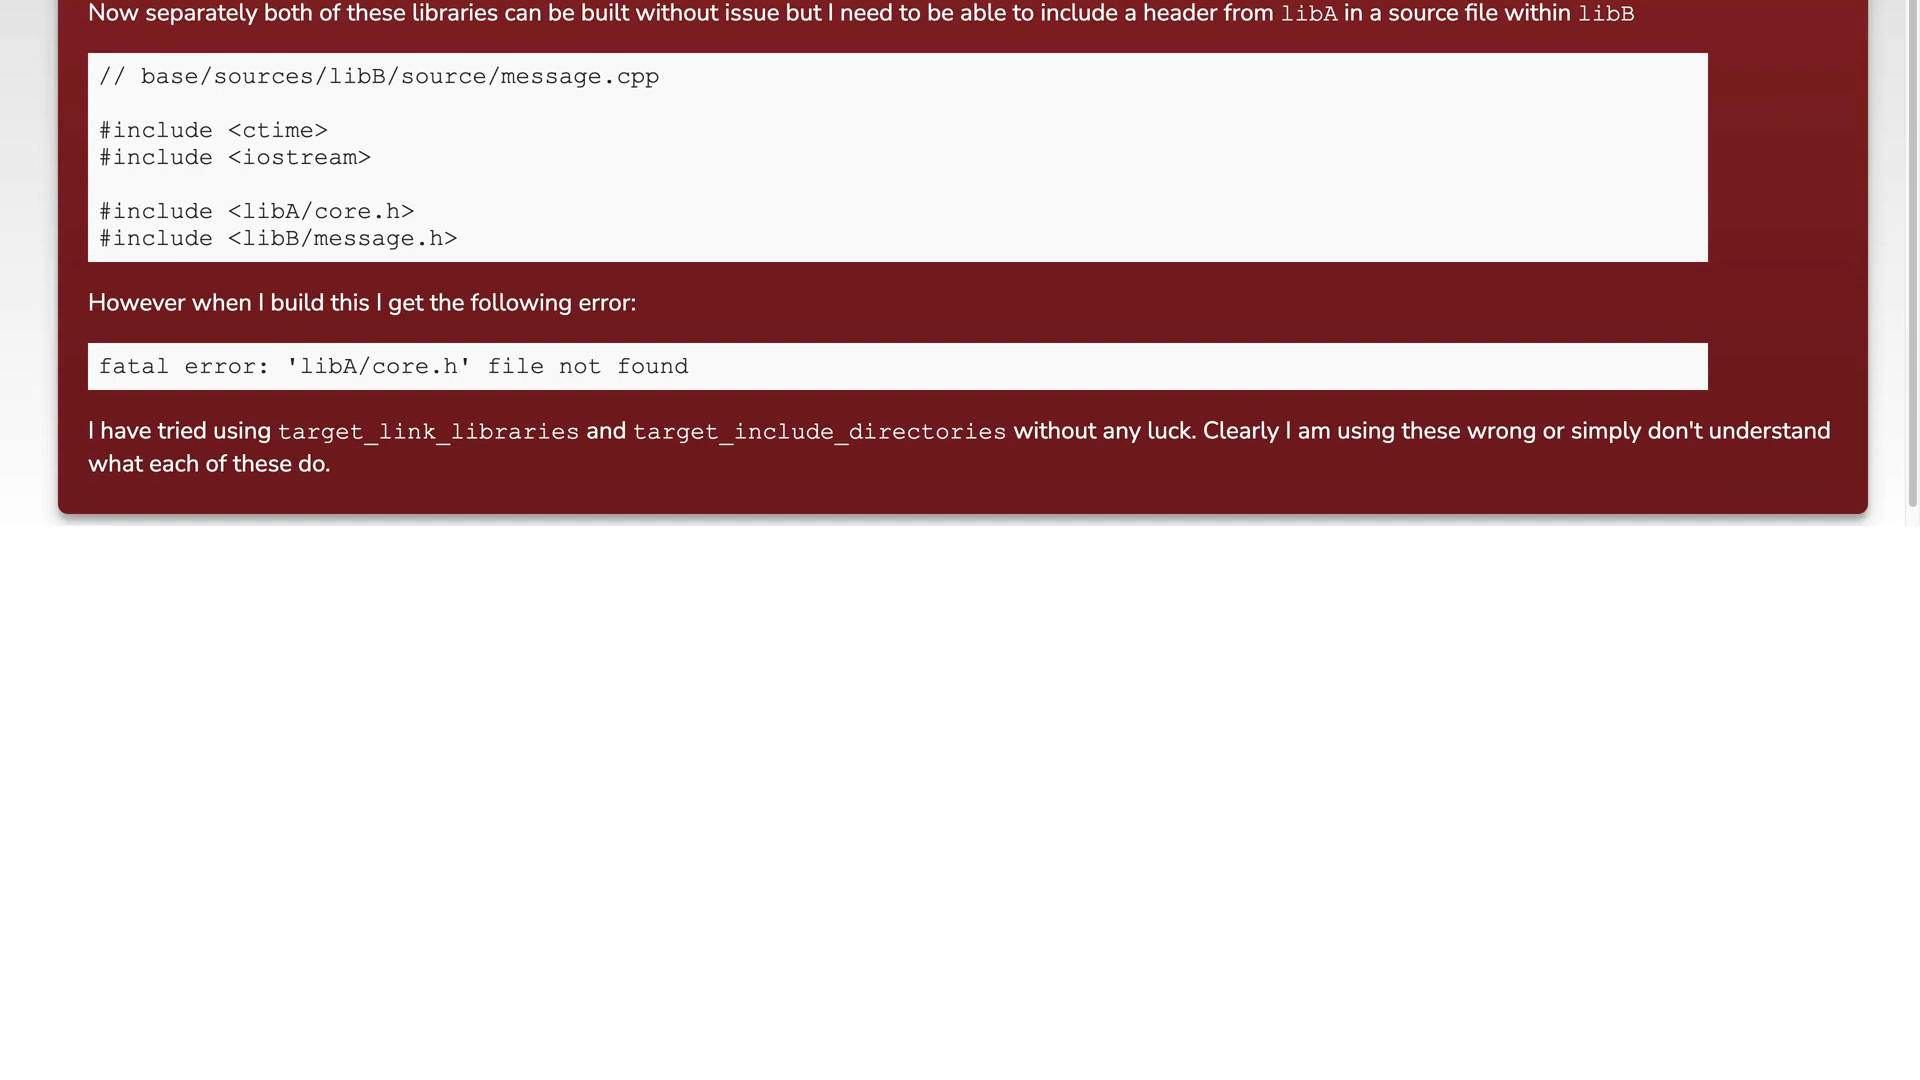 Now separately both of these libraries can be built without issue but I need to be able to include a header from libA in a source file within libB
// base/sources/libB/source/message.cpp
#include <ctime>
#include <iostream>
#include <libA/core.h>
#include <libB/message.h>
However when I build this I get the following error:
fatal error: 'libA/core.h' file not found
I have tried using target_link_libraries and target_include_directories without any luck. Clearly I am using these wrong or simply don't understand
what each of these do.